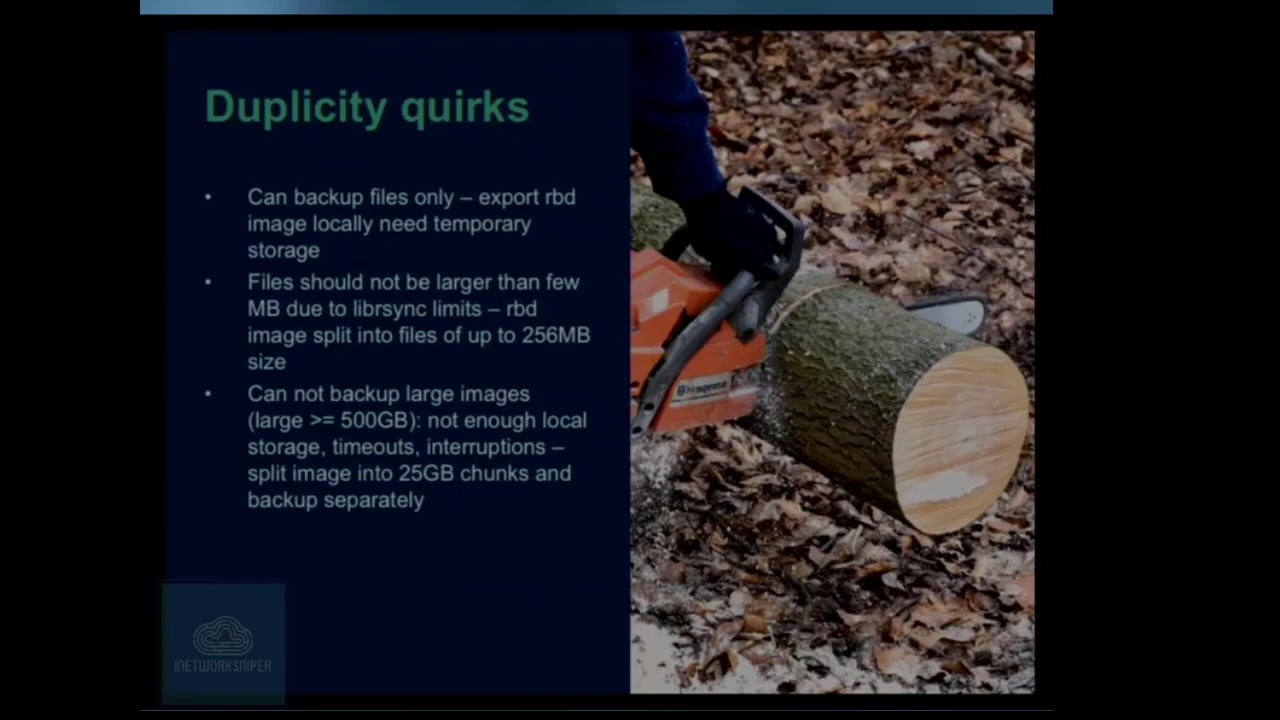 Duplicity quirks
• Can backup files only – export rbd
image locally need temporary
storage
• Files should not be larger than few
MB due to librsync limits – rbd
image split into files of up to 256MB
size
• Can not backup large images
(large >= 500GB): not enough local
storage, timeouts, interruptions –
split image into 25GB chunks and
backup separately
Husqvarna
INETWORKSNIPER